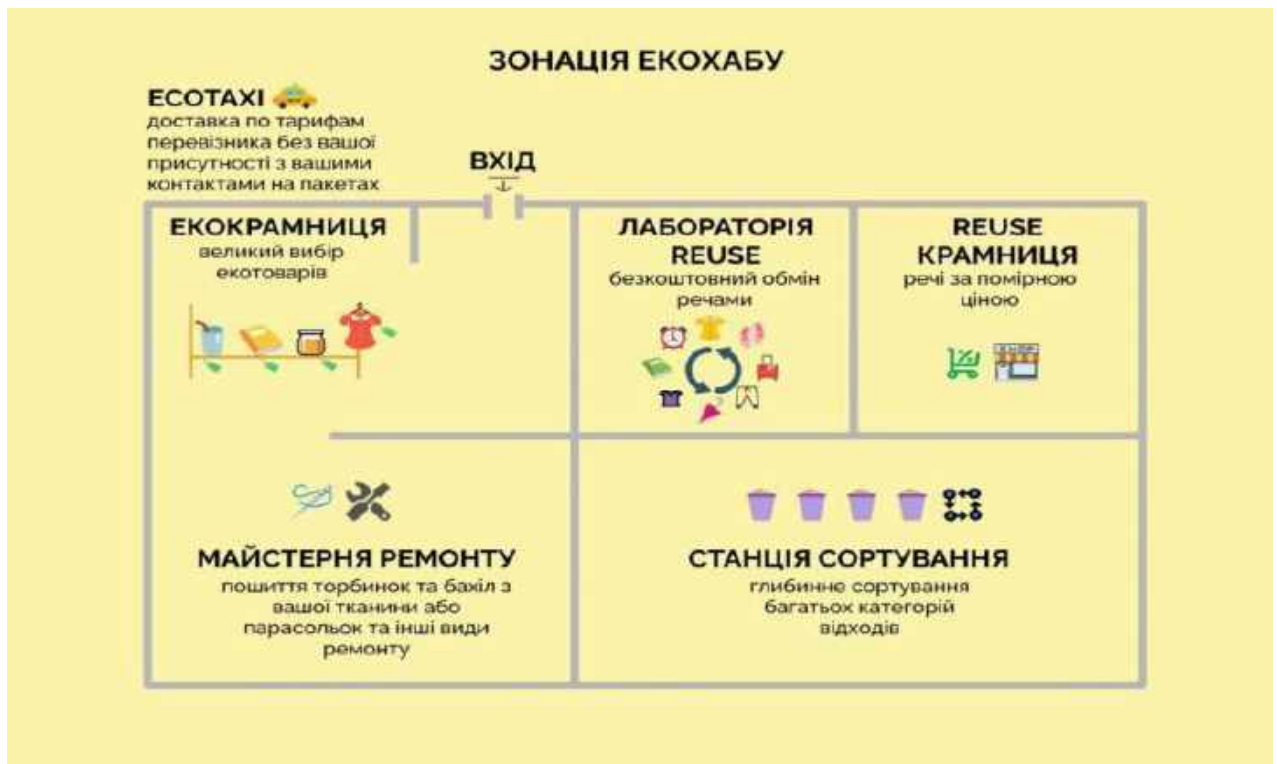 ЗОНАЦІЯ ЕКОХАБУ
ECOTAXI
доставка по тарифам
перевізника без вашої
присутності з вашими
контактами на пакетах
ВХІД
ЕКОКРАМНИЦЯ
великий вибір
екотоварів
ЛАБОРАТОРІЯ
REUSE
безкоштовний обмін
речами
REUSE
КРАМНИЦЯ
речі за помірною
ціною
МАЙСТЕРНЯ РЕМОНТУ
пошиття торбинок та бахіл з
вашої тканини або
парасольок та інші види
ремонту
СТАНЦІЯ СОРТУВАННЯ
глибинне сортування
багатьох категорій
відходів